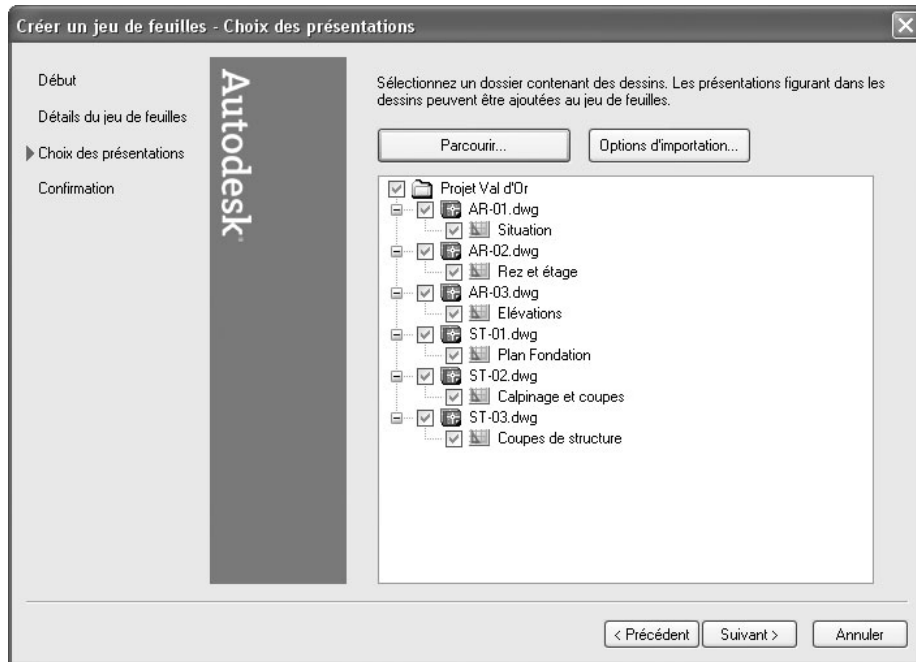 Créer un jeu de feuilles - Choix des présentations
Début
Détails du jeu de feuilles
Choix des présentations
Confirmation
Autodesk
Sélectionnez un dossier contenant des dessins. Les présentations figurant dans les
dessins peuvent être ajoutées au jeu de feuilles.
Parcourir...
Options d'importation...
Projet Val d'Or
AR-01.dwg
Situation
AR-02.dwg
Rez et étage
AR-03.dwg
Elévations
ST-01.dwg
Plan Fondation
ST-02.dwg
Calpinage et coupes
ST-03.dwg
Coupes de structure
< Précédent
Suivant >
Annuler